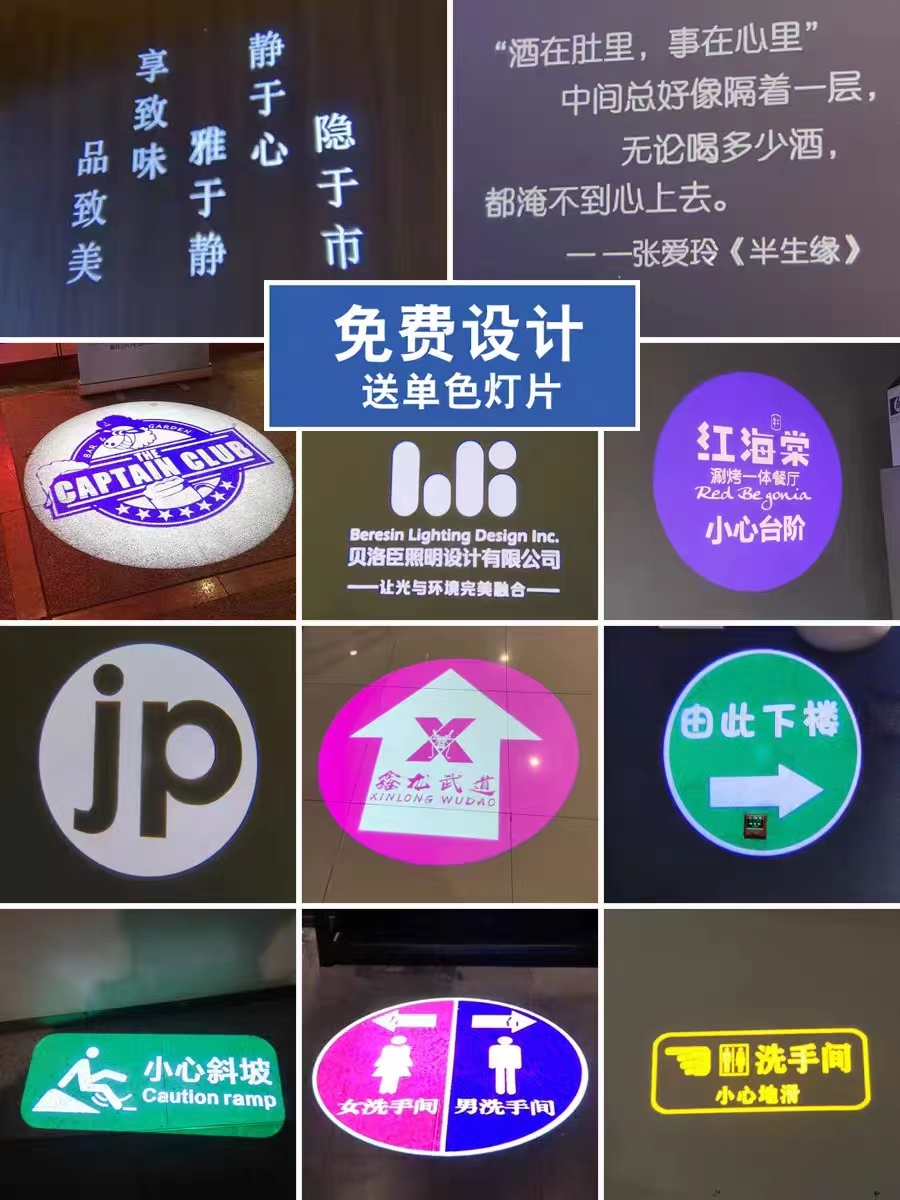 隐于市
静于心
雅于静
享致味
品致美
“酒在肚里，事在心里”
中间总好像隔着一层，
无论喝多少酒，
都淹不到心上去。
——张爱玲《半生缘》
免费设计
送单色灯片
BAR & GARDEN
THE
CAPTAIN CLUB
Beresin Lighting Design Inc.
贝洛臣照明设计有限公司
——让光与环境完美融合——
红海棠
涮烤一体餐厅
Red Begonia
小心台阶
jp
X
鑫龙武道
XINLONG WUDAO
由此下楼
小心斜坡
Caution ramp
女洗手间
男洗手间
洗手间
小心地滑